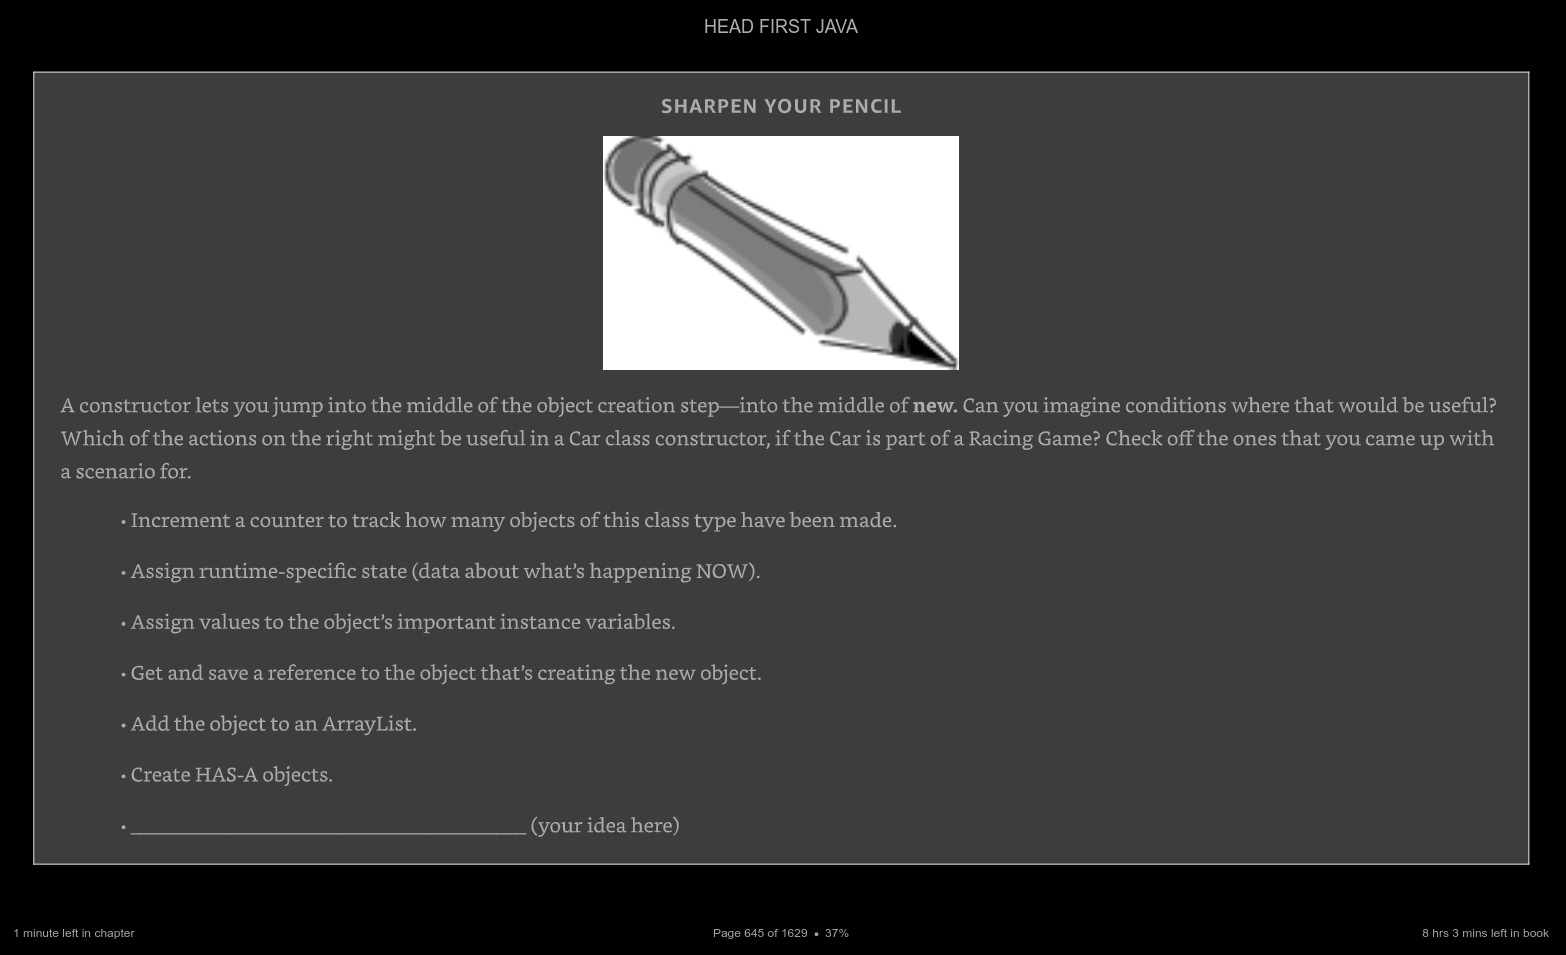 HEAD FIRST JAVA
SHARPEN YOUR PENCIL
A constructor lets you jump into the middle of the object creation step—into the middle of new. Can you imagine conditions where that would be useful?
Which of the actions on the right might be useful in a Car class constructor, if the Car is part of a Racing Game? Check off the ones that you came up with
a scenario for.
• Increment a counter to track how many objects of this class type have been made.
• Assign runtime-specific state (data about what’s happening NOW).
• Assign values to the object’s important instance variables.
• Get and save a reference to the object that’s creating the new object.
• Add the object to an ArrayList.
• Create HAS-A objects.
• ________________________________________ (your idea here)
1 minute left in chapter
Page 645 of 1629 • 37%
8 hrs 3 mins left in book